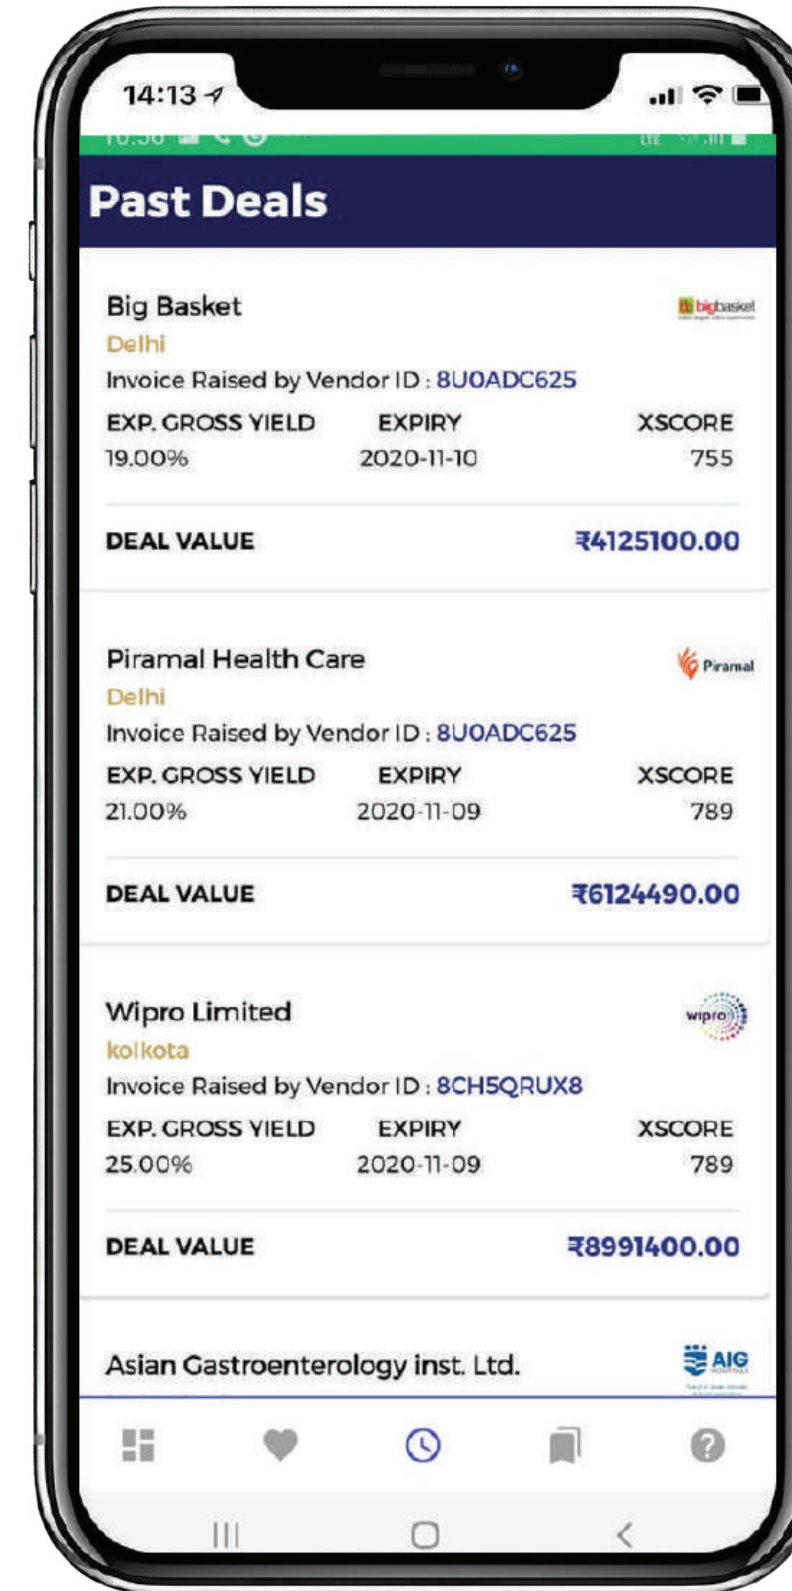 14:13
10:56
LTE
Past Deals
Big Basket
bigbasket
Delhi
Invoice Raised by Vendor ID : 8U0ADC625
EXP. GROSS YIELD EXPIRY XSCORE
19.00% 2020-11-10 755
DEAL VALUE ₹4125100.00
Piramal Health Care
Piramal
Delhi
Invoice Raised by Vendor ID : 8U0ADC625
EXP. GROSS YIELD EXPIRY XSCORE
21.00% 2020-11-09 789
DEAL VALUE ₹6124490.00
Wipro Limited
wipro
kolkota
Invoice Raised by Vendor ID : 8CH5QRUX8
EXP. GROSS YIELD EXPIRY XSCORE
25.00% 2020-11-09 789
DEAL VALUE ₹8991400.00
Asian Gastroenterology inst. Ltd.
AIG
HOSPITALS